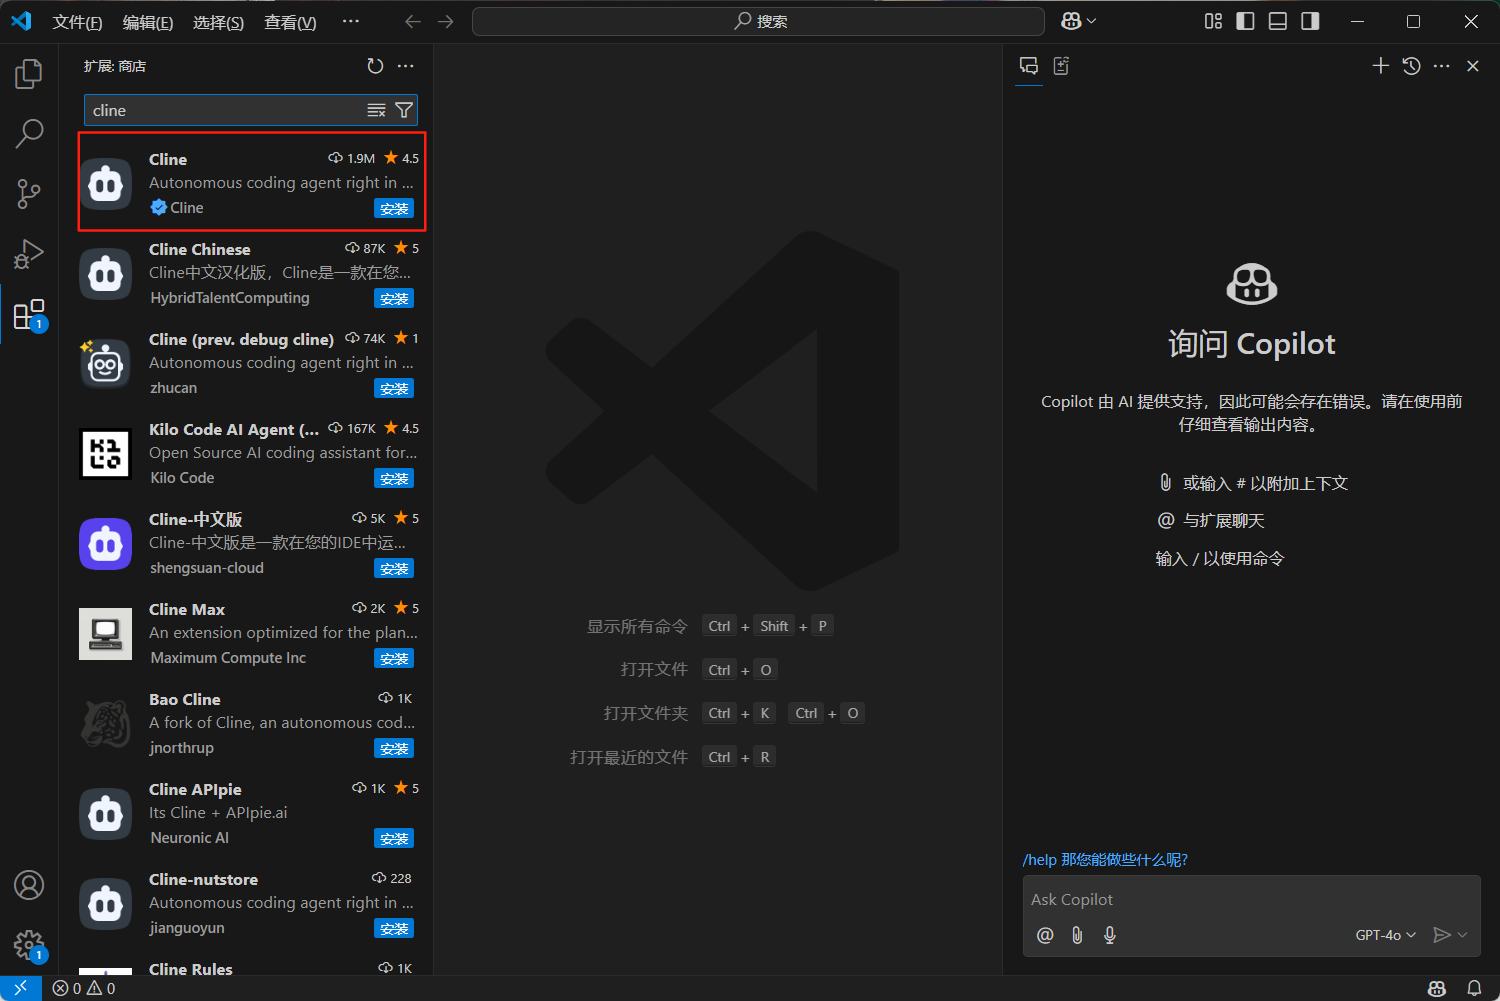 文件(F) 编辑(E) 选择(S) 查看(V) ··· 搜索
扩展: 商店
cline
Cline 1.9M 4.5
Autonomous coding agent right in ...
Cline 安装
Cline Chinese 87K 5
Cline中文汉化版，Cline是一款在您...
HybridTalentComputing 安装
Cline (prev. debug cline) 74K 1
Autonomous coding agent right in ...
zhucan 安装
Kilo Code AI Agent (... 167K 4.5
Open Source AI coding assistant for...
Kilo Code 安装
Cline-中文版 5K 5
Cline-中文版是一款在您的IDE中运...
shengsuan-cloud 安装
Cline Max 2K 5
An extension optimized for the plan...
Maximum Compute Inc 安装
Bao Cline 1K
A fork of Cline, an autonomous cod...
jnorthrup 安装
Cline APIpie 1K 5
Its Cline + APIpie.ai
Neuronic AI 安装
Cline-nutstore 228
Autonomous coding agent right in ...
jianguoyun 安装
Cline Rules 1K
1
1
显示所有命令 Ctrl + Shift + P
打开文件 Ctrl + O
打开文件夹 Ctrl + K Ctrl + O
打开最近的文件 Ctrl + R
询问 Copilot
Copilot 由 AI 提供支持，因此可能会存在错误。请在使用前
仔细查看输出内容。
或输入 # 以附加上下文
@ 与扩展聊天
输入 / 以使用命令
/help 那您能做些什么呢?
Ask Copilot
@ GPT-4o
0 0